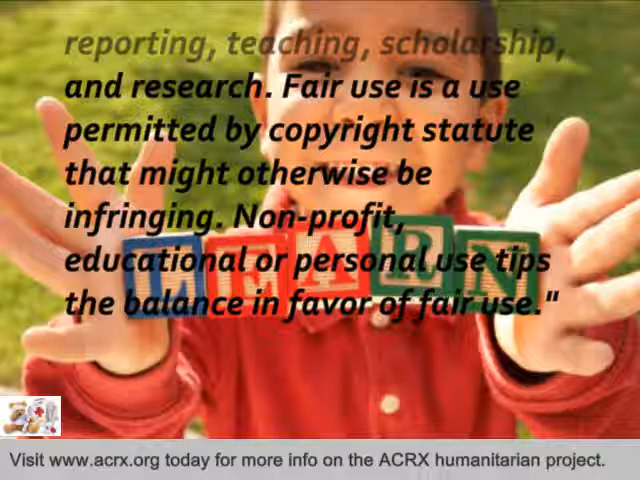 reporting, teaching, scholarship,
and research. Fair use is a use
permitted by copyright statute
that might otherwise be
infringing. Non-profit,
educational or personal use tips
the balance in favor of fair use."
LEARN
Visit www.acrx.org today for more info on the ACRX humanitarian project.